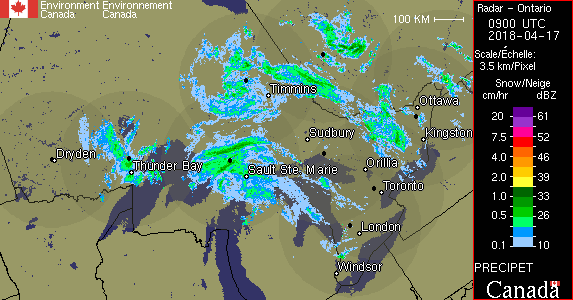 Environment Environnement
Canada Canada
100 KM
Timmins
Ottawa
Sudbury
Kingston
Dryden
Thunder Bay
Sault Ste. Marie
Orillia
Toronto
London
Windsor
Radar - Ontario
0900 UTC
2018-04-17
Scale/Échelle:
3.5 km/Pixel
Snow/Neige
cm/hr dBZ
20 61
7.5 52
4.0 46
2.0 39
1.0 33
0.5 26
0.1 10
PRECIPET
Canada